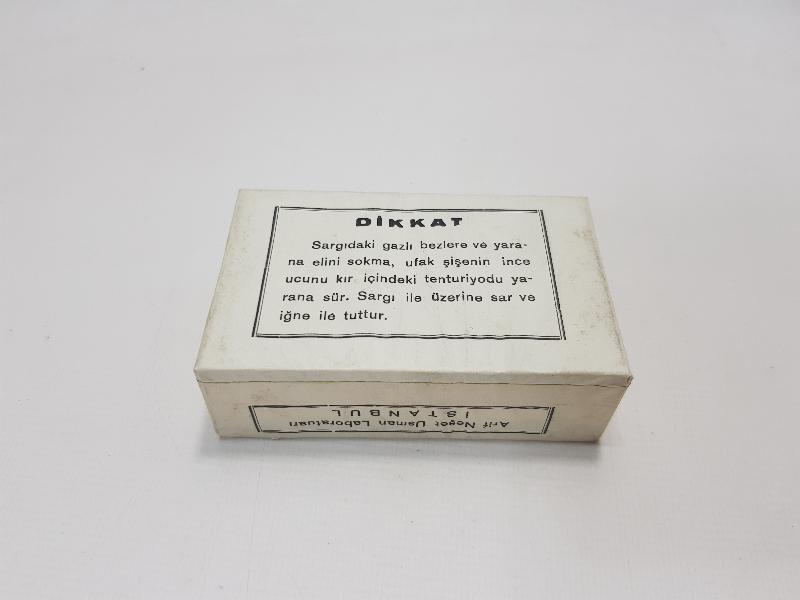 DİKKAT
Sargıdaki gazlı bezlere ve yara-
na elini sokma, ufak şişenin ince
ucunu kır içindeki tenturiyodu ya-
rana sür. Sargı ile üzerine sar ve
iğne ile tuttur.
Arif Neşet Usman Laboratuarı
İSTANBUL